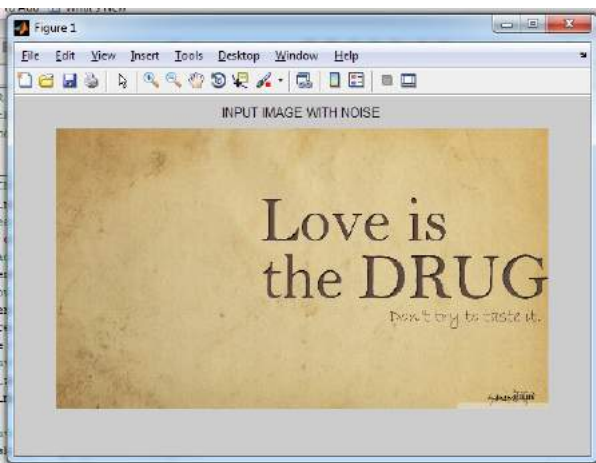 Figure 1
File Edit View Insert Tools Desktop Window Help
INPUT IMAGE WITH NOISE
Love is
the DRUG
Don't try to taste it.